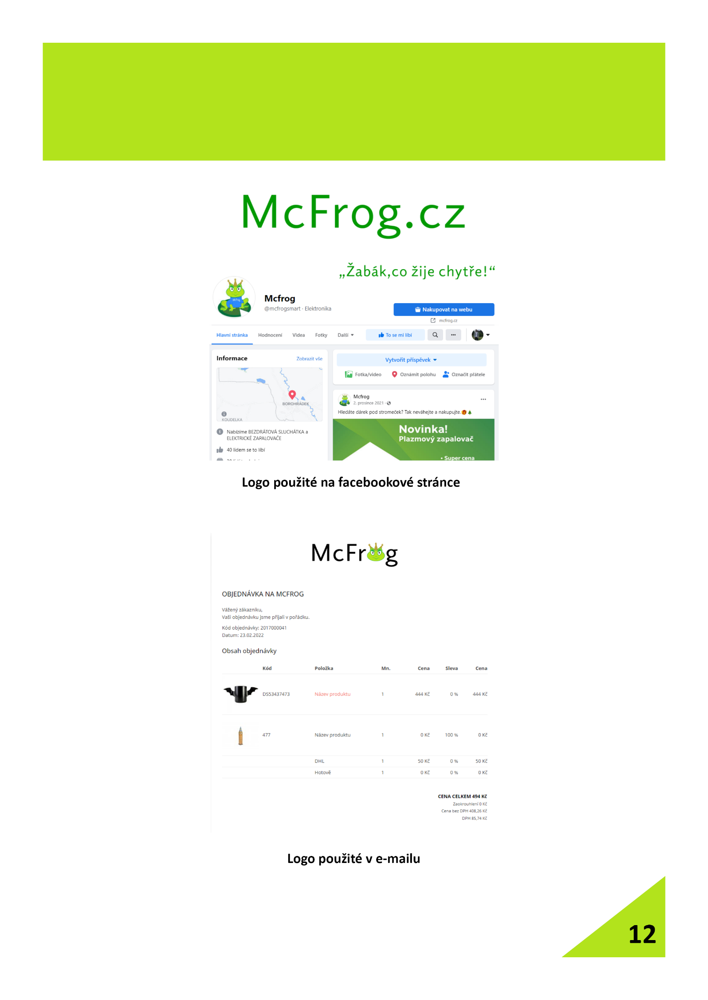 McFrog.cz
„Žabák,co žije chytře!“
McFrog
Mcfrog
@mcfrogsmart · Elektronika
Nakupovat na webu
mcfrog.cz
Hlavní stránka Hodnocení Videa Fotky Další To se mi líbí
Informace Zobrazit vše
BOROHRÁDEK
KOUDELKA
Nabízíme BEZDRÁTOVÁ SLUCHÁTKA a
ELEKTRICKÉ ZAPALOVAČE
40 lidem se to líbí
Vytvořit příspěvek
Fotka/video Oznámit polohu Označit přátele
Mcfrog
2. prosince 2021 ·
Hledáte dárek pod stromeček? Tak neváhejte a nakupujte.
Novinka!
Plazmový zapalovač
• Super cena
Logo použité na facebookové stránce
McFrog
OBJEDNÁVKA NA MCFROG
Vážený zákazníku,
Vaši objednávku jsme přijali v pořádku.
Kód objednávky: 2017000041
Datum: 23.02.2022
Obsah objednávky
Kód Položka Mn. Cena Sleva Cena
DS53437473 Název produktu 1 444 Kč 0 % 444 Kč
477 Název produktu 1 0 Kč 100 % 0 Kč
DHL 1 50 Kč 0 % 50 Kč
Hotově 1 0 Kč 0 % 0 Kč
CENA CELKEM 494 Kč
Zaokrouhlení 0 Kč
Cena bez DPH 408,26 Kč
DPH 85,74 Kč
Logo použité v e-mailu
12